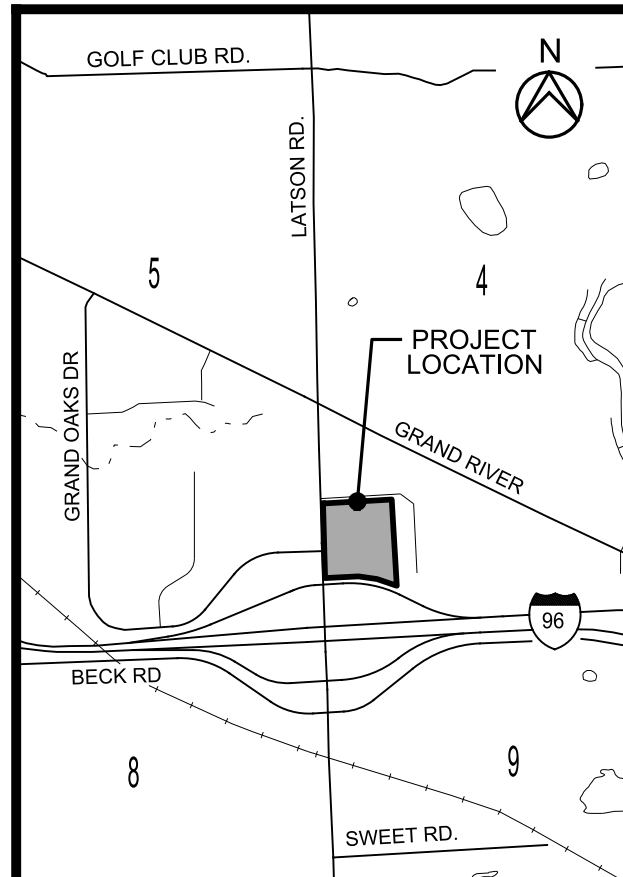 GOLF CLUB RD.
N
LATSON RD.
5
4
PROJECT
LOCATION
GRAND OAKS DR
GRAND RIVER
96
BECK RD
8
9
SWEET RD.